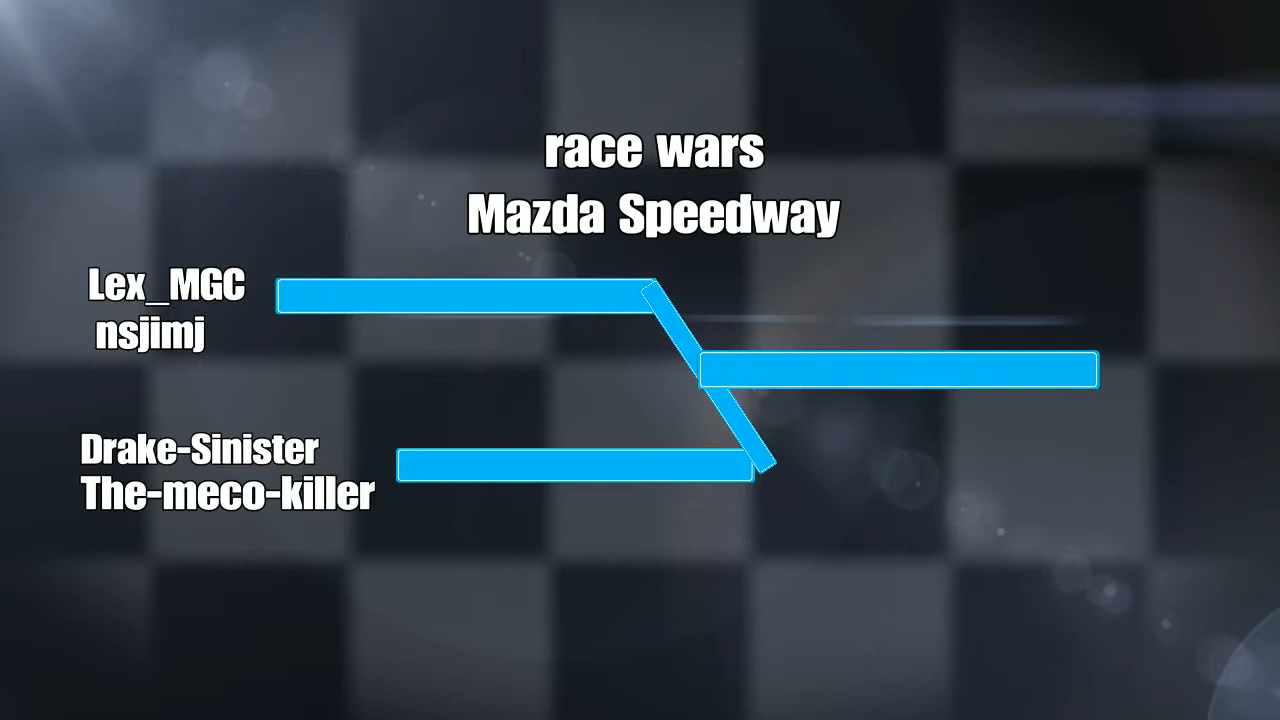 race wars
Mazda Speedway
Lex_MGC
nsjimj
Drake-Sinister
The-meco-killer